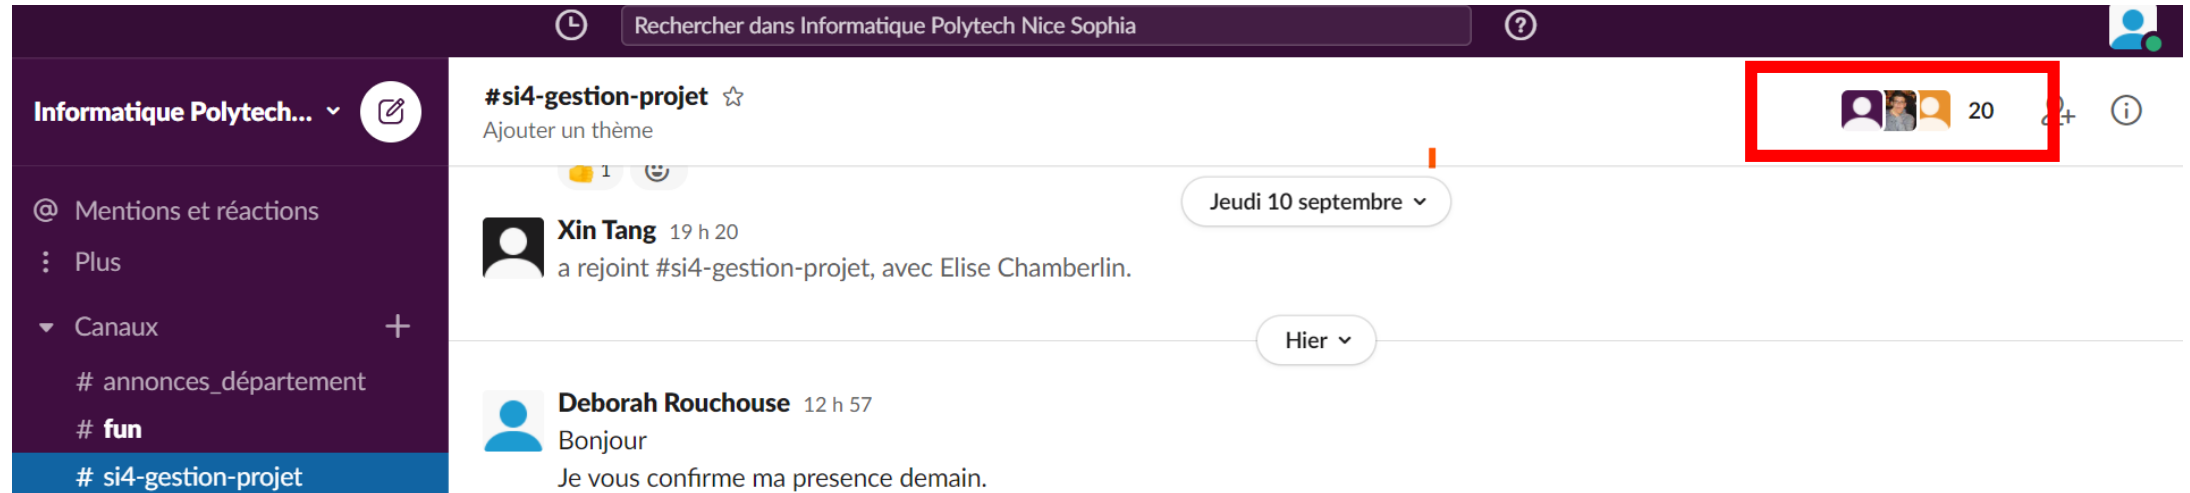 Rechercher dans Informatique Polytech Nice Sophia
Informatique Polytech...
#si4-gestion-projet
Ajouter un thème
20
1
Jeudi 10 septembre
@ Mentions et réactions
Plus
Xin Tang 19 h 20
a rejoint #si4-gestion-projet, avec Elise Chamberlin.
Canaux +
Hier
# annonces_département
# fun
# si4-gestion-projet
Deborah Rouchouse 12 h 57
Bonjour
Je vous confirme ma presence demain.